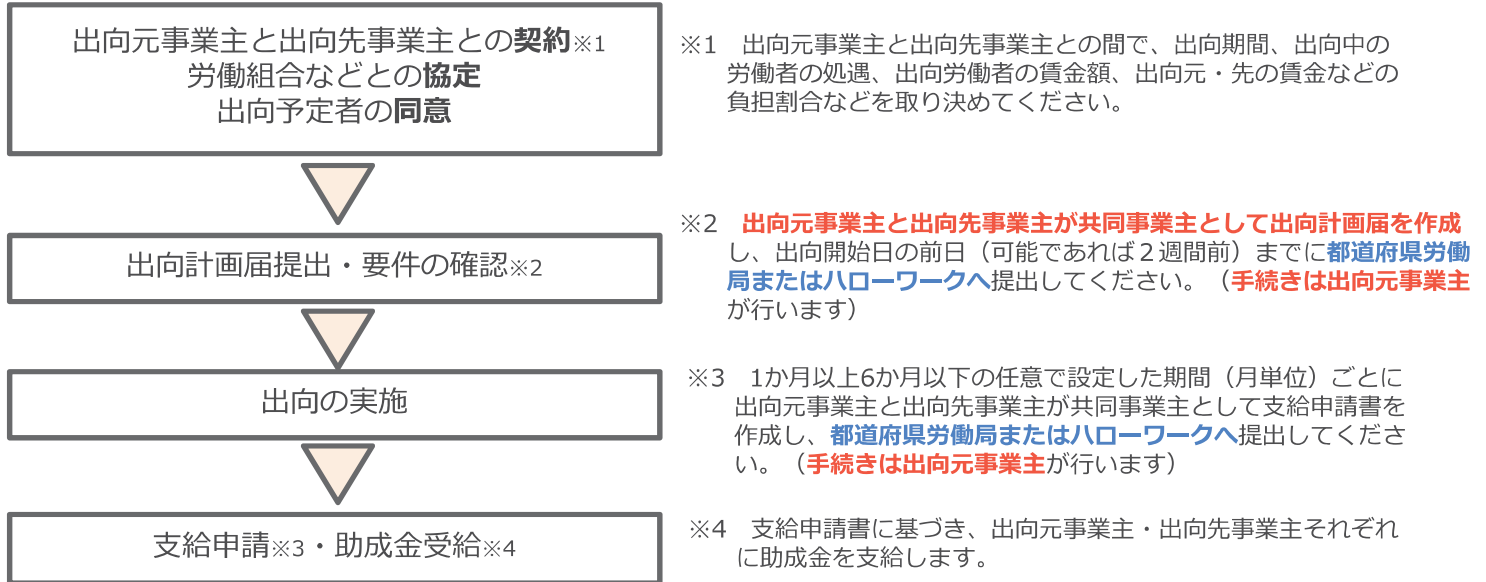 出向元事業主と出向先事業主との契約※1
労働組合などとの協定
出向予定者の同意
※1 出向元事業主と出向先事業主との間で、出向期間、出向中の
労働者の処遇、出向労働者の賃金額、出向元・先の賃金などの
負担割合などを取り決めてください。
出向計画届提出・要件の確認※2
※2 出向元事業主と出向先事業主が共同事業主として出向計画届を作成
し、出向開始日の前日（可能であれば２週間前）までに都道府県労働
局またはハローワークへ提出してください。（手続きは出向元事業主
が行います）
出向の実施
※3 1か月以上6か月以下の任意で設定した期間（月単位）ごとに
出向元事業主と出向先事業主が共同事業主として支給申請書を
作成し、都道府県労働局またはハローワークへ提出してくださ
い。（手続きは出向元事業主が行います）
支給申請※3・助成金受給※4
※4 支給申請書に基づき、出向元事業主・出向先事業主それぞれ
に助成金を支給します。